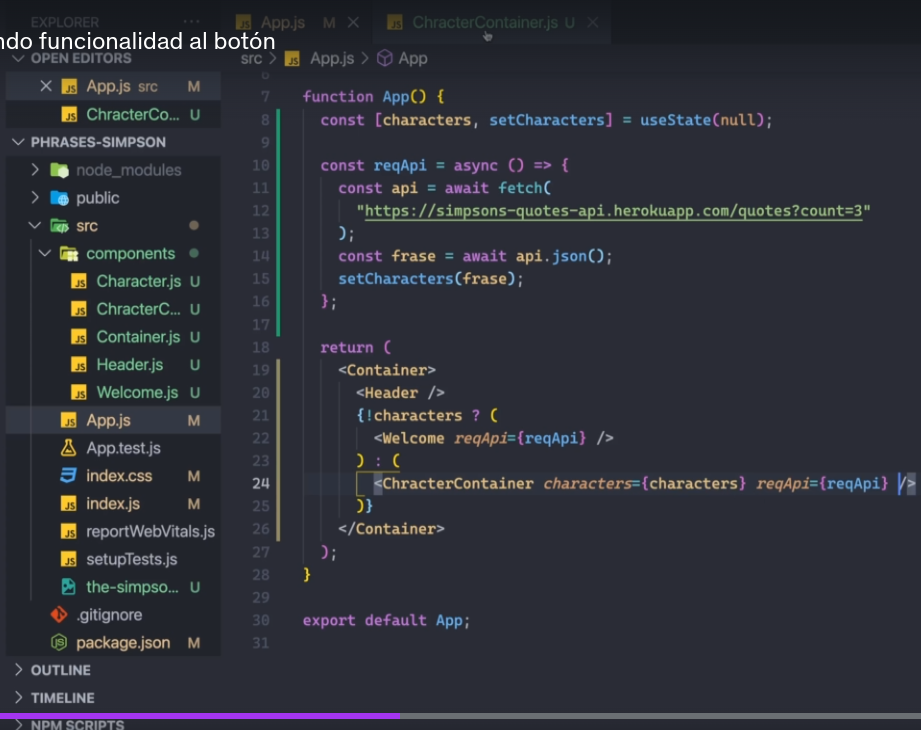 EXPLORER ...
App.js M ×
ChracterContainer.js U ×
ndo funcionalidad al botón
OPEN EDITORS
src > App.js > App
× App.js src M
ChracterCo... U
PHRASES-SIMPSON
node_modules
public
src
components
Character.js U
ChracterC... U
Container.js U
Header.js U
Welcome.js U
App.js M
App.test.js
index.css M
index.js M
reportWebVitals.js
setupTests.js
the-simpso... U
.gitignore
package.json M
OUTLINE
TIMELINE
NPM SCRIPTS
6
7 function App() {
8 const [characters, setCharacters] = useState(null);
9
10 const reqApi = async () => {
11 const api = await fetch(
12 "https://simpsons-quotes-api.herokuapp.com/quotes?count=3"
13 );
14 const frase = await api.json();
15 setCharacters(frase);
16 };
17
18 return (
19 <Container>
20 <Header />
21 {!characters ? (
22 <Welcome reqApi={reqApi} />
23 ) : (
24 <ChracterContainer characters={characters} reqApi={reqApi} />
25 )}
26 </Container>
27 );
28 }
29
30 export default App;
31